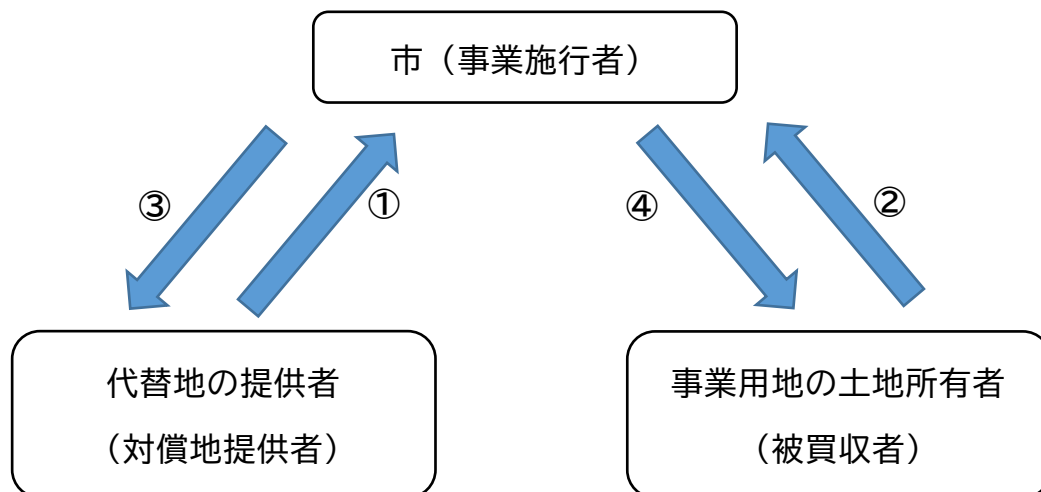 市（事業施行者）
③
①
④
②
代替地の提供者
（対償地提供者）
事業用地の土地所有者
（被買収者）